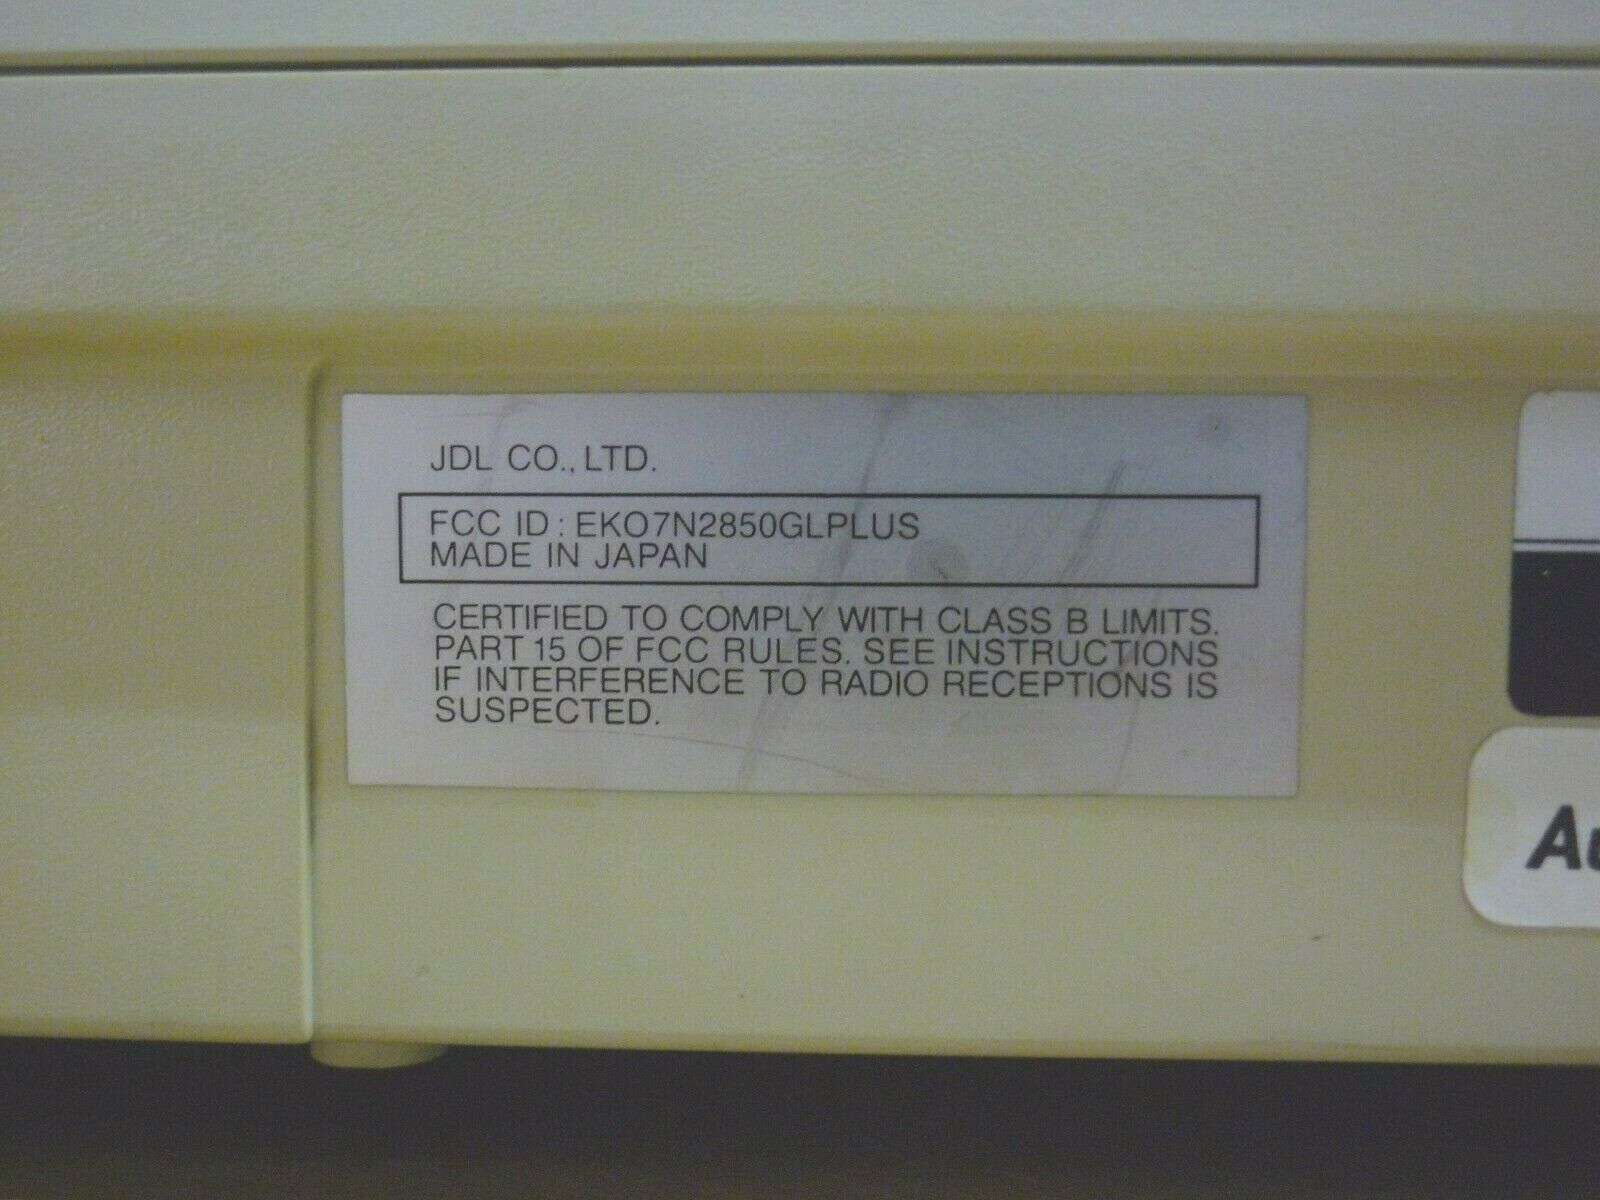 JDL CO., LTD.
FCC ID : EKO7N2850GLPLUS
MADE IN JAPAN
CERTIFIED TO COMPLY WITH CLASS B LIMITS.
PART 15 OF FCC RULES. SEE INSTRUCTIONS
IF INTERFERENCE TO RADIO RECEPTIONS IS
SUSPECTED.